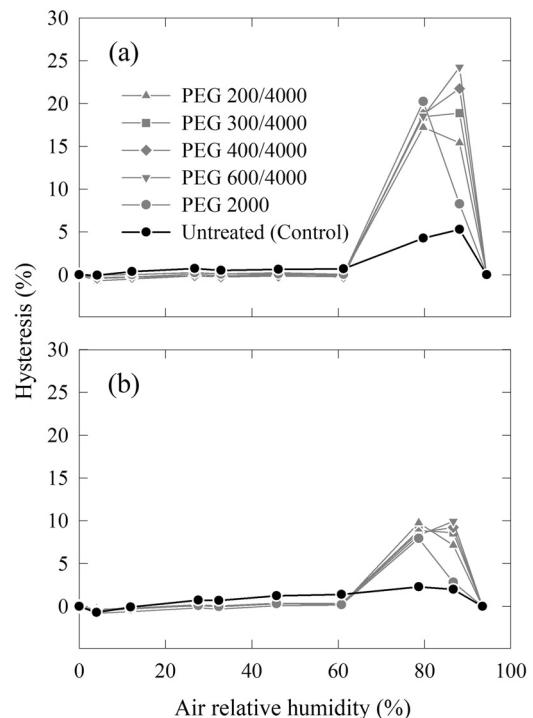 30
(a)
25
PEG 200/4000
20
PEG 300/4000
PEG 400/4000
15
PEG 600/4000
10
PEG 2000
5
Untreated (Control)
0
Hysteresis (%)
30
(b)
25
20
15
10
5
0
0 20 40 60 80 100
Air relative humidity (%)